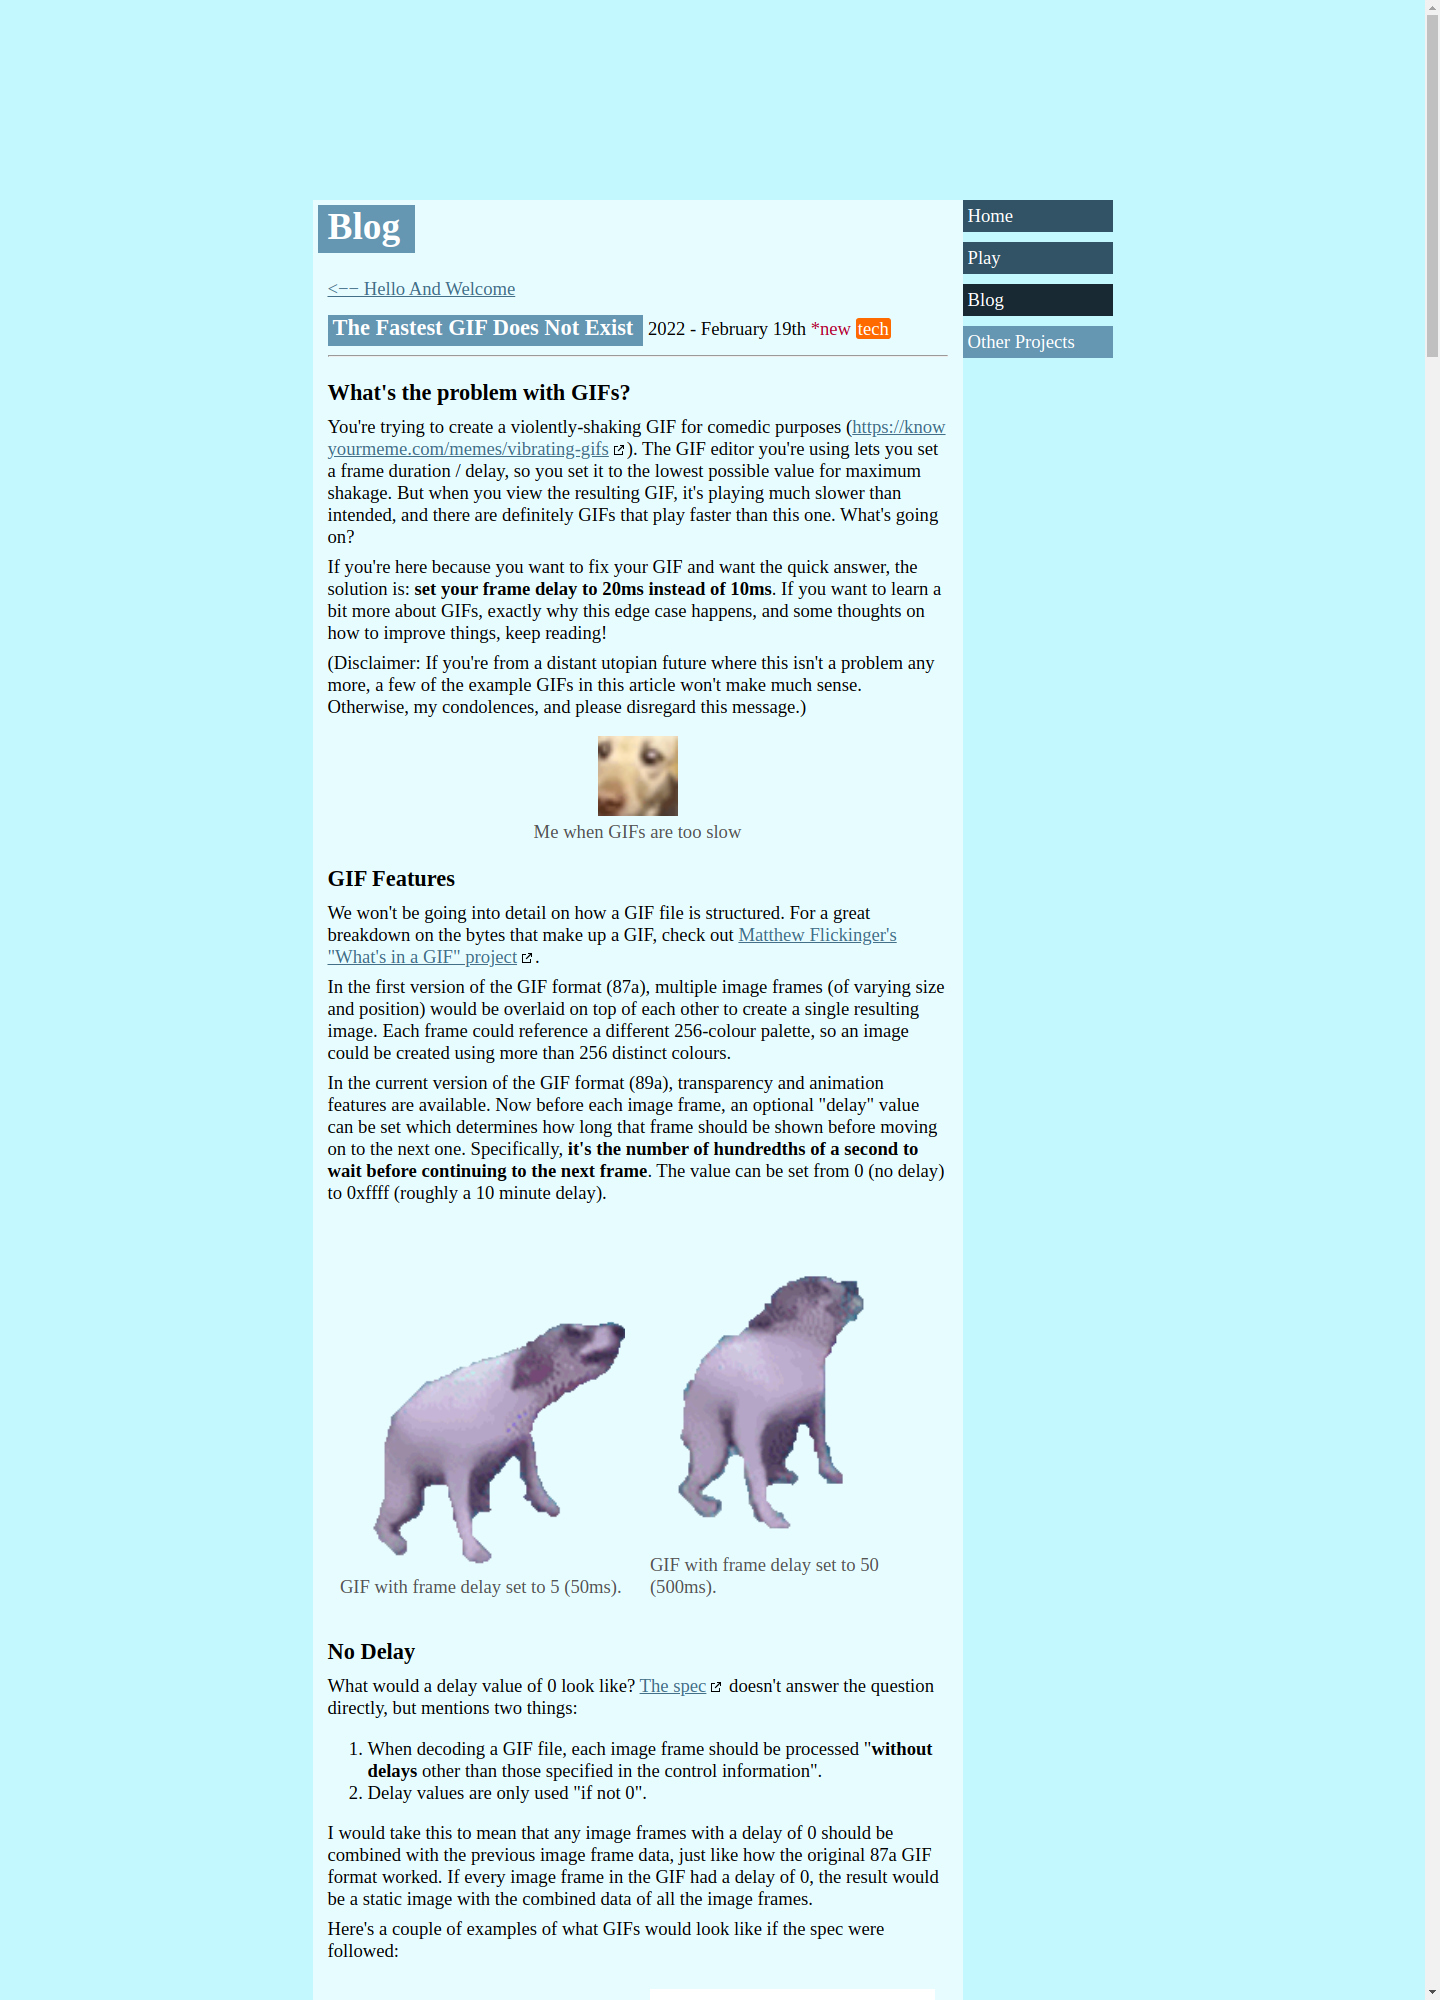 Blog
Home
Play
Blog
Other Projects
<−− Hello And Welcome
The Fastest GIF Does Not Exist 2022 - February 19th *new tech
What's the problem with GIFs?
You're trying to create a violently-shaking GIF for comedic purposes (https://know
yourmeme.com/memes/vibrating-gifs). The GIF editor you're using lets you set
a frame duration / delay, so you set it to the lowest possible value for maximum
shakage. But when you view the resulting GIF, it's playing much slower than
intended, and there are definitely GIFs that play faster than this one. What's going
on?
If you're here because you want to fix your GIF and want the quick answer, the
solution is: set your frame delay to 20ms instead of 10ms. If you want to learn a
bit more about GIFs, exactly why this edge case happens, and some thoughts on
how to improve things, keep reading!
(Disclaimer: If you're from a distant utopian future where this isn't a problem any
more, a few of the example GIFs in this article won't make much sense.
Otherwise, my condolences, and please disregard this message.)
Me when GIFs are too slow
GIF Features
We won't be going into detail on how a GIF file is structured. For a great
breakdown on the bytes that make up a GIF, check out Matthew Flickinger's
"What's in a GIF" project.
In the first version of the GIF format (87a), multiple image frames (of varying size
and position) would be overlaid on top of each other to create a single resulting
image. Each frame could reference a different 256-colour palette, so an image
could be created using more than 256 distinct colours.
In the current version of the GIF format (89a), transparency and animation
features are available. Now before each image frame, an optional "delay" value
can be set which determines how long that frame should be shown before moving
on to the next one. Specifically, it's the number of hundredths of a second to
wait before continuing to the next frame. The value can be set from 0 (no delay)
to 0xffff (roughly a 10 minute delay).
GIF with frame delay set to 5 (50ms).
GIF with frame delay set to 50
(500ms).
No Delay
What would a delay value of 0 look like? The spec doesn't answer the question
directly, but mentions two things:
1. When decoding a GIF file, each image frame should be processed "without
delays other than those specified in the control information".
2. Delay values are only used "if not 0".
I would take this to mean that any image frames with a delay of 0 should be
combined with the previous image frame data, just like how the original 87a GIF
format worked. If every image frame in the GIF had a delay of 0, the result would
be a static image with the combined data of all the image frames.
Here's a couple of examples of what GIFs would look like if the spec were
followed: